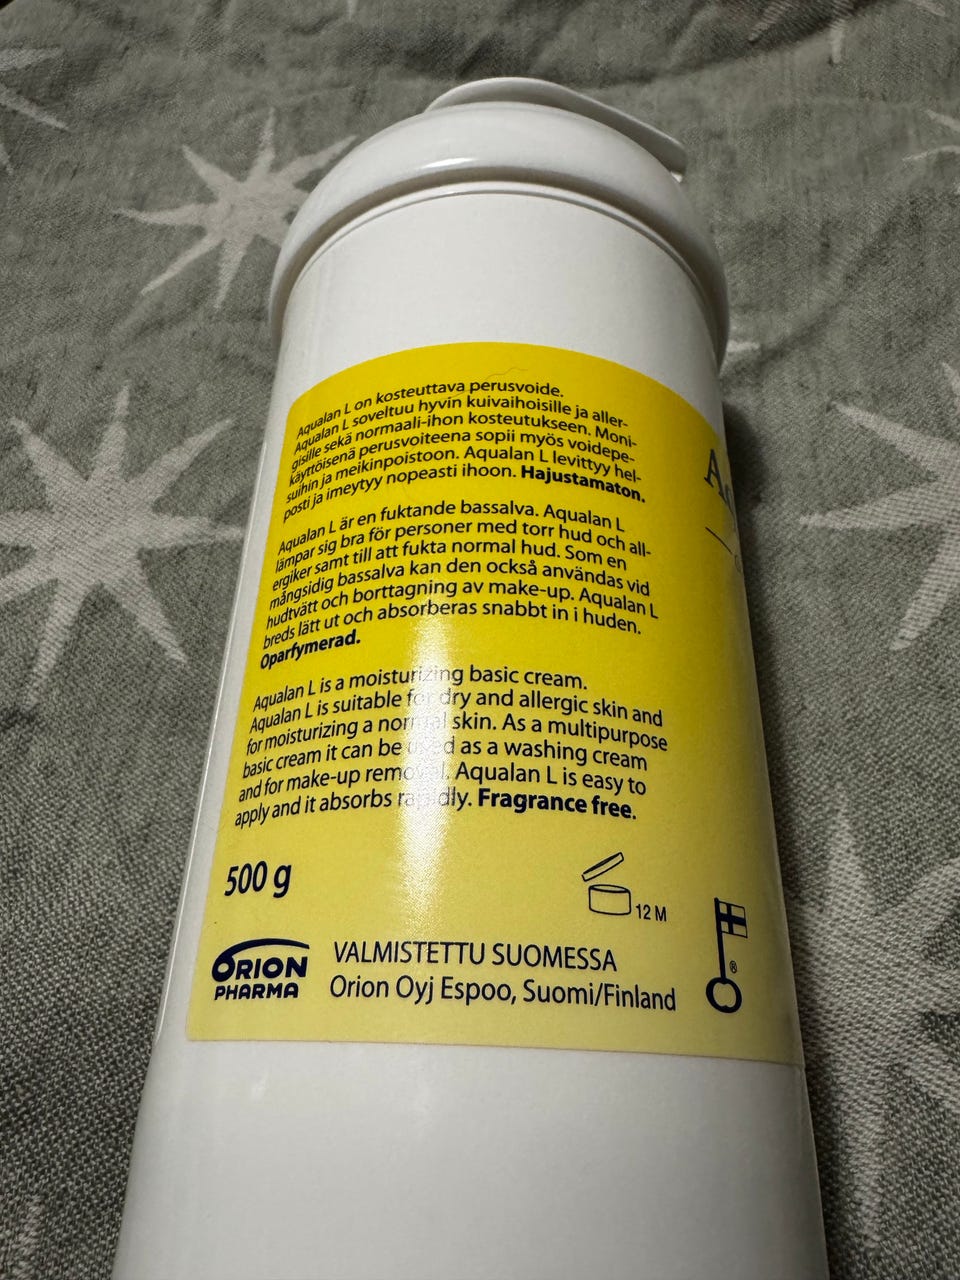 Aqualan L on kosteuttava perusvoide.
Aqualan L soveltuu hyvin kuivaihoisille ja aller-
gisille sekä normaali-ihon kosteutukseen. Moni-
käyttöisenä perusvoiteena sopii myös voidepe-
suihin ja meikinpoistoon. Aqualan L levittyy hel-
posti ja imeytyy nopeasti ihoon. Hajustamaton.
Aqualan L är en fuktande bassalva. Aqualan L
lämpar sig bra för personer med torr hud och all-
ergiker samt till att fukta normal hud. Som en
mångsidig bassalva kan den också användas vid
hudtvätt och borttagning av make-up. Aqualan L
breds lätt ut och absorberas snabbt in i huden.
Oparfymerad.
Aqualan L is a moisturizing basic cream.
Aqualan L is suitable for dry and allergic skin and
for moisturizing a normal skin. As a multipurpose
basic cream it can be used as a washing cream
and for make-up removal. Aqualan L is easy to
apply and it absorbs rapidly. Fragrance free.
500 g
12 M
ORION
PHARMA
VALMISTETTU SUOMESSA
Orion Oyj Espoo, Suomi/Finland
®